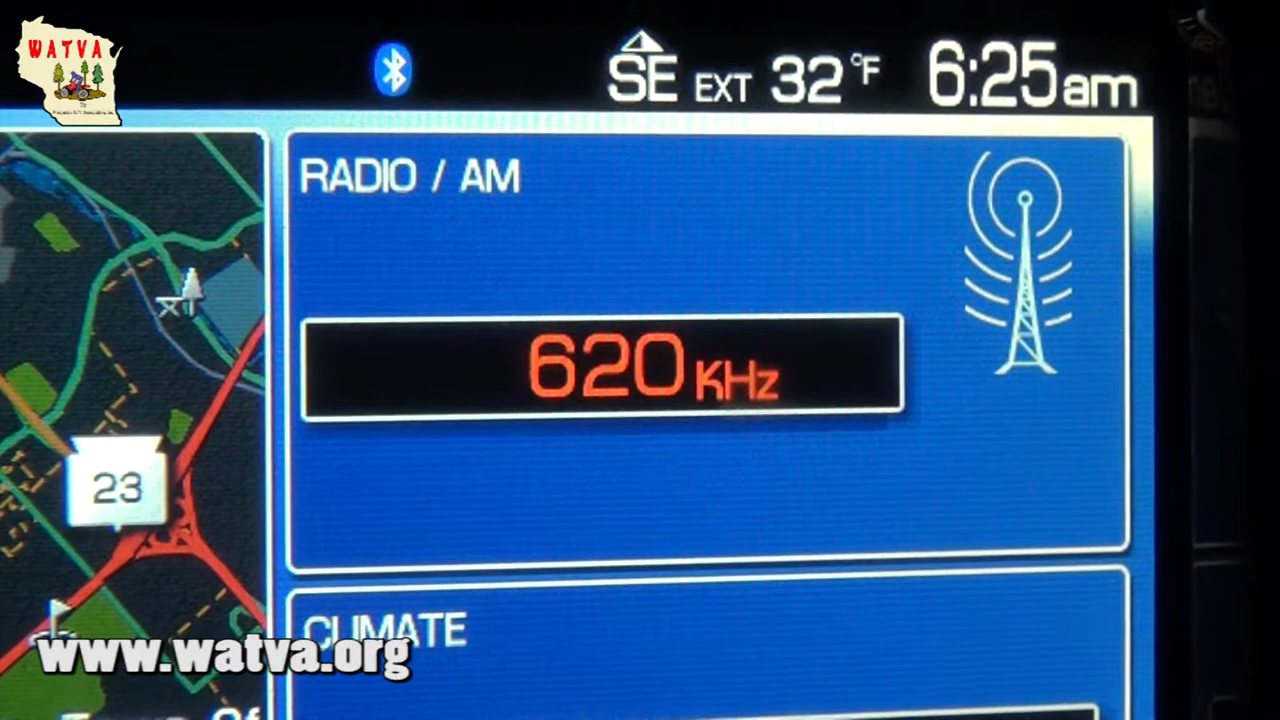 WATVA
SE EXT 32°F 6:25am
RADIO / AM
620 KHz
23
CLIMATE
www.watva.org